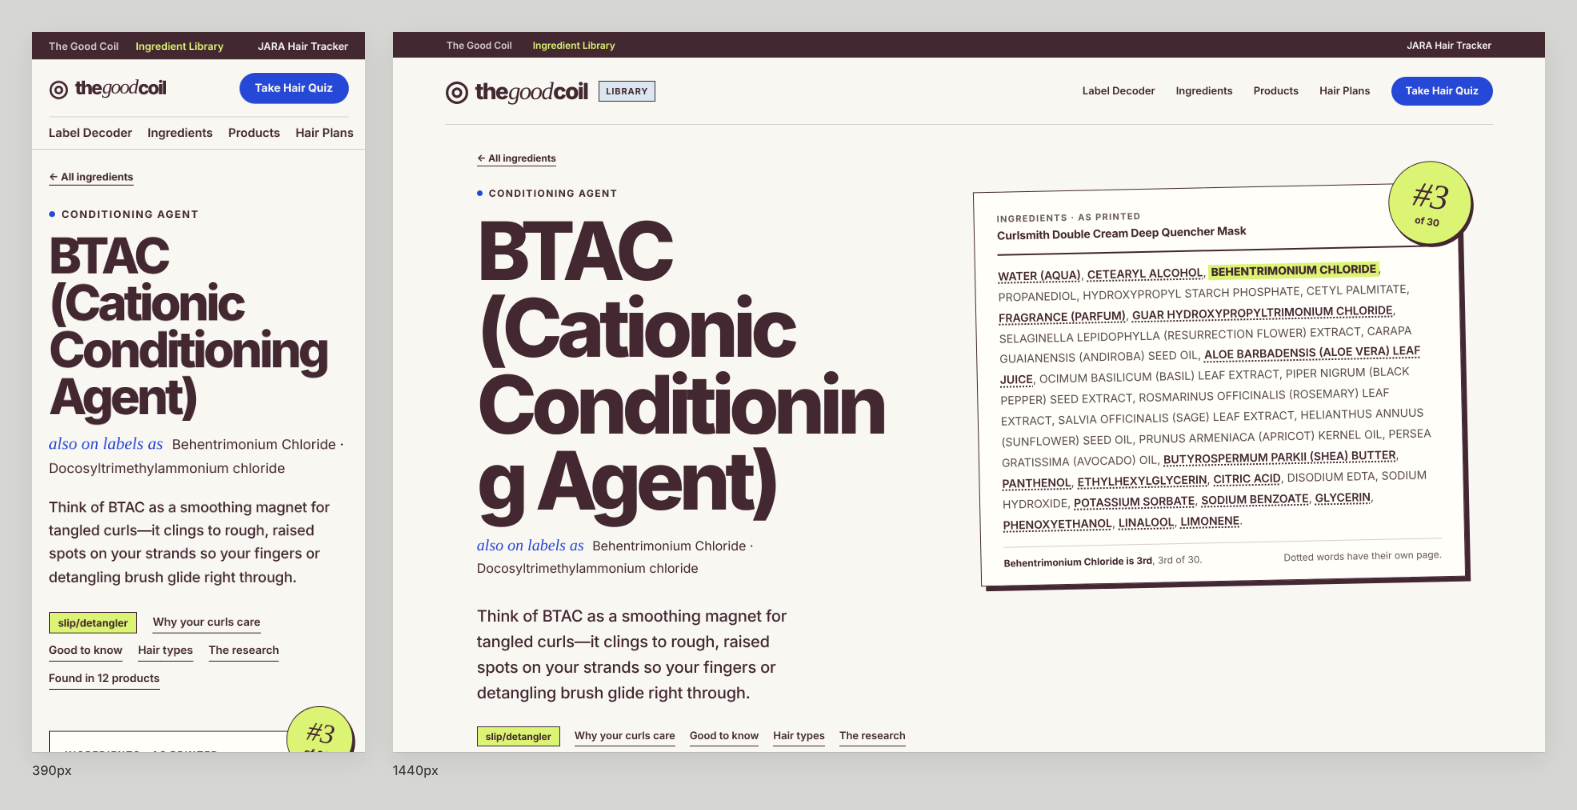 The Good Coil Ingredient Library JARA Hair Tracker
thegoodcoil Take Hair Quiz
Label Decoder Ingredients Products Hair Plans
← All ingredients
CONDITIONING AGENT
BTAC
(Cationic
Conditioning
Agent)
also on labels as Behentrimonium Chloride ·
Docosyltrimethylammonium chloride
Think of BTAC as a smoothing magnet for
tangled curls—it clings to rough, raised
spots on your strands so your fingers or
detangling brush glide right through.
slip/detangler Why your curls care
Good to know Hair types The research
Found in 12 products
#3
390px
The Good Coil Ingredient Library JARA Hair Tracker
thegoodcoil LIBRARY Label Decoder Ingredients Products Hair Plans Take Hair Quiz
← All ingredients
CONDITIONING AGENT
BTAC
(Cationic
Conditionin
g Agent)
also on labels as Behentrimonium Chloride ·
Docosyltrimethylammonium chloride
Think of BTAC as a smoothing magnet for
tangled curls—it clings to rough, raised
spots on your strands so your fingers or
detangling brush glide right through.
slip/detangler Why your curls care Good to know Hair types The research
#3
of 30
INGREDIENTS · AS PRINTED
Curlsmith Double Cream Deep Quencher Mask
WATER (AQUA), CETEARYL ALCOHOL, BEHENTRIMONIUM CHLORIDE,
PROPANEDIOL, HYDROXYPROPYL STARCH PHOSPHATE, CETYL PALMITATE,
FRAGRANCE (PARFUM), GUAR HYDROXYPROPYLTRIMONIUM CHLORIDE,
SELAGINELLA LEPIDOPHYLLA (RESURRECTION FLOWER) EXTRACT, CARAPA
GUAIANENSIS (ANDIROBA) SEED OIL, ALOE BARBADENSIS (ALOE VERA) LEAF
JUICE, OCIMUM BASILICUM (BASIL) LEAF EXTRACT, PIPER NIGRUM (BLACK
PEPPER) SEED EXTRACT, ROSMARINUS OFFICINALIS (ROSEMARY) LEAF
EXTRACT, SALVIA OFFICINALIS (SAGE) LEAF EXTRACT, HELIANTHUS ANNUUS
(SUNFLOWER) SEED OIL, PRUNUS ARMENIACA (APRICOT) KERNEL OIL, PERSEA
GRATISSIMA (AVOCADO) OIL, BUTYROSPERMUM PARKII (SHEA) BUTTER,
PANTHENOL, ETHYLHEXYLGLYCERIN, CITRIC ACID, DISODIUM EDTA, SODIUM
HYDROXIDE, POTASSIUM SORBATE, SODIUM BENZOATE, GLYCERIN,
PHENOXYETHANOL, LINALOOL, LIMONENE.
Behentrimonium Chloride is 3rd, 3rd of 30. Dotted words have their own page.
1440px